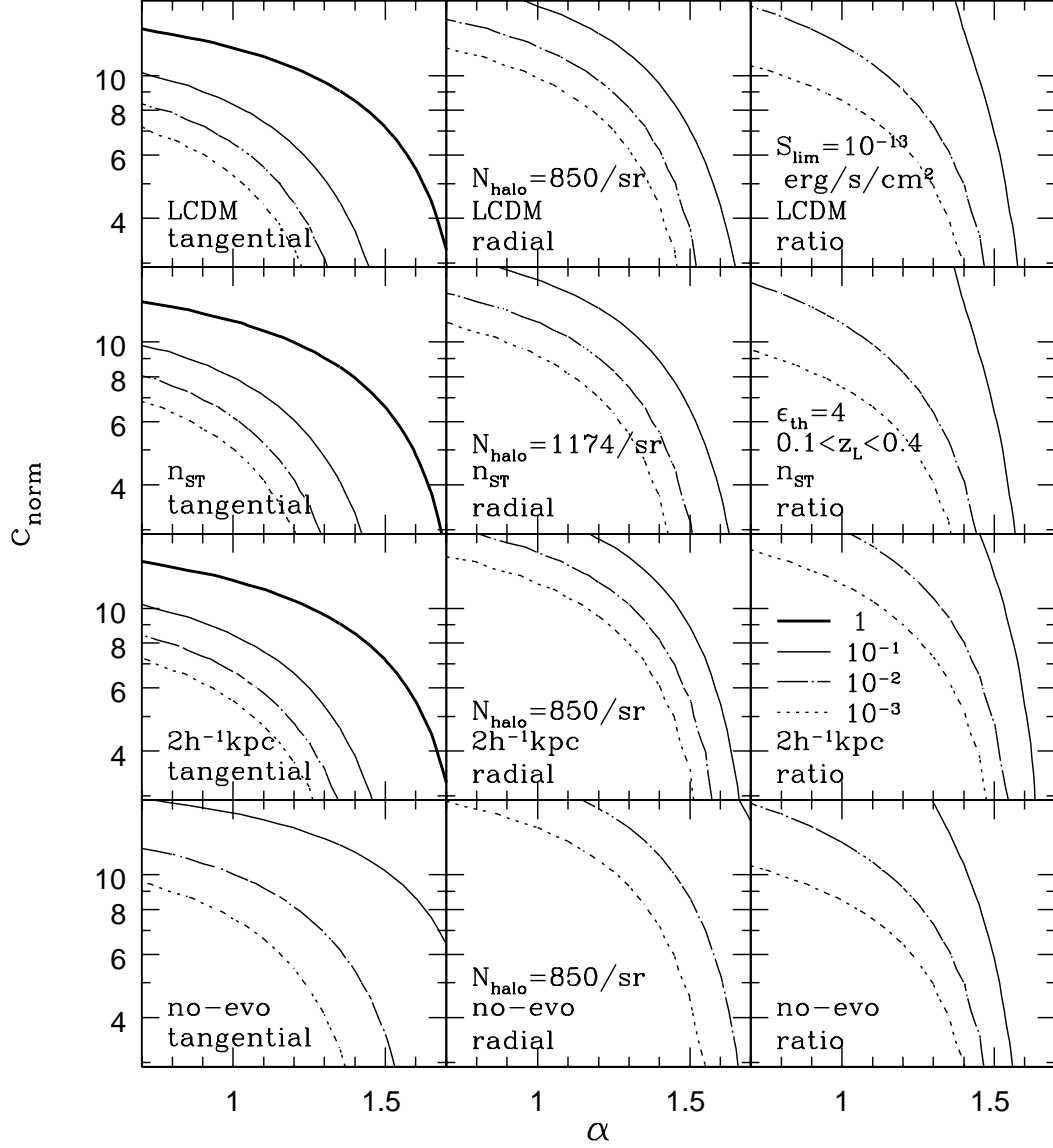 10
8
6
4
LCDM
tangential
N_halo=850/sr
LCDM
radial
S_lim=10⁻¹³
erg/s/cm²
LCDM
ratio
10
8
6
4
n_ST
tangential
N_halo=1174/sr
n_ST
radial
ϵ_th=4
0.1<z_L<0.4
n_ST
ratio
c_norm
10
8
6
4
2h⁻¹kpc
tangential
N_halo=850/sr
2h⁻¹kpc
radial
1
10⁻¹
10⁻²
10⁻³
2h⁻¹kpc
ratio
10
8
6
4
no-evo
tangential
N_halo=850/sr
no-evo
radial
no-evo
ratio
1 1.5 1 1.5 1 1.5
α